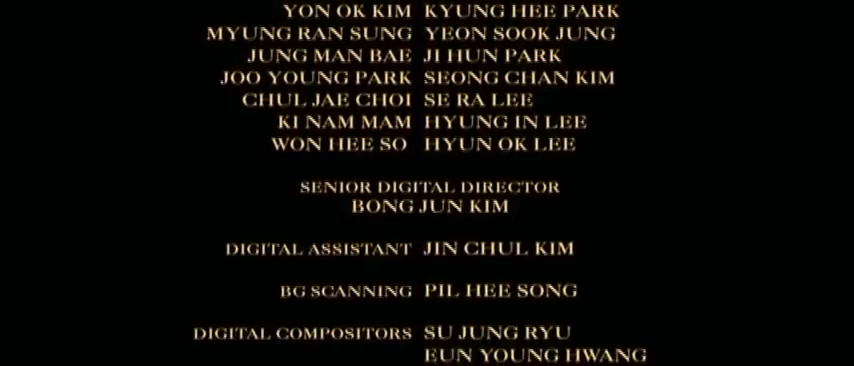 YON OK KIM KYUNG HEE PARK
MYUNG RAN SUNG YEON SOOK JUNG
JUNG MAN BAE JI HUN PARK
JOO YOUNG PARK SEONG CHAN KIM
CHUL JAE CHOI SE RA LEE
KI NAM MAM HYUNG IN LEE
WON HEE SO HYUN OK LEE
SENIOR DIGITAL DIRECTOR
BONG JUN KIM
DIGITAL ASSISTANT JIN CHUL KIM
BG SCANNING PIL HEE SONG
DIGITAL COMPOSITORS SU JUNG RYU
EUN YOUNG HWANG